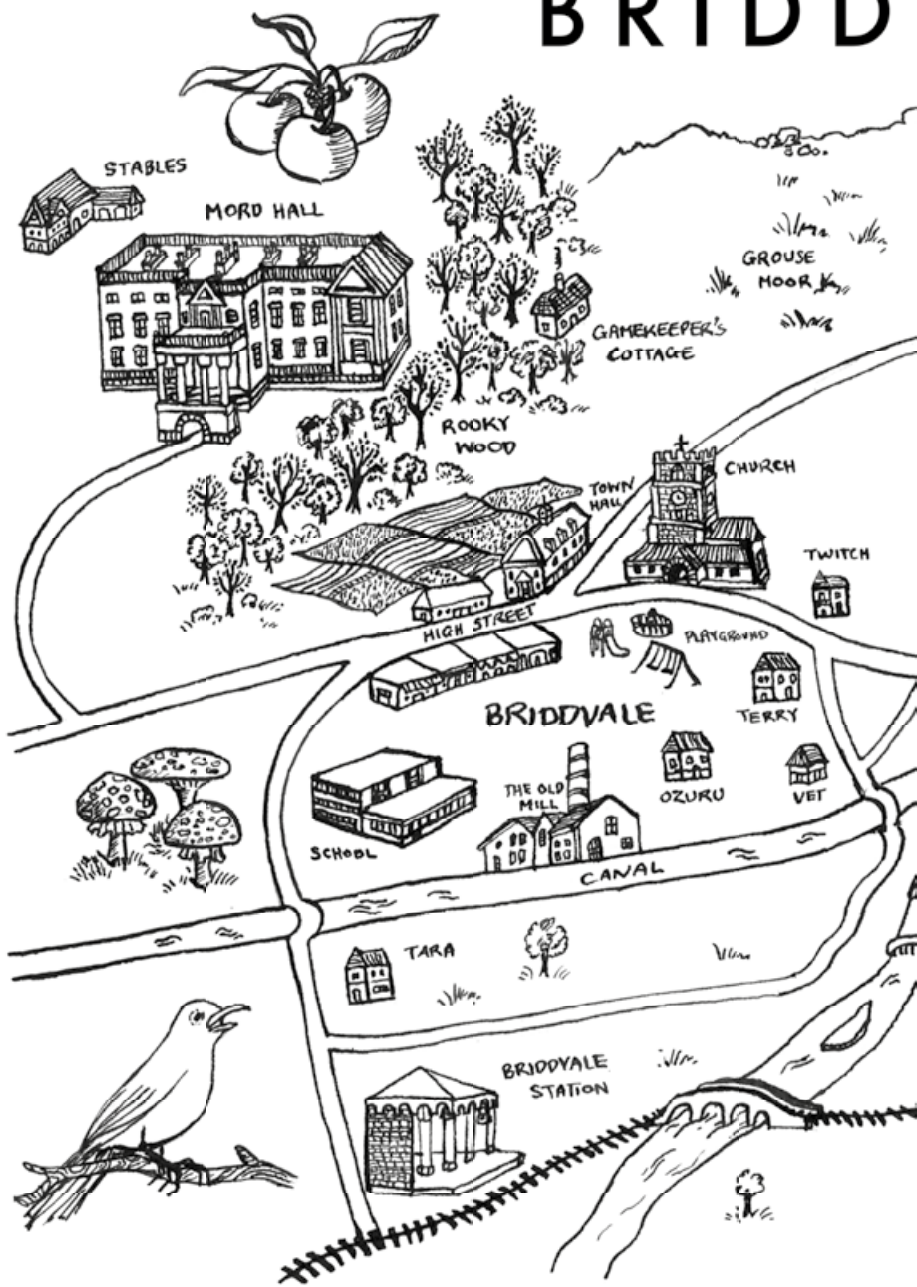 BRIDD
STABLES
MORD HALL
GROUSE
MOOR
GAMEKEEPER'S
COTTAGE
ROOKY
WOOD
TOWN
HALL
CHURCH
TWITCH
HIGH STREET
PLAYGROUND
BRIDDVALE
TERRY
THE OLD
MILL
OZURU
VET
SCHOOL
CANAL
TARA
BRIDDVALE
STATION